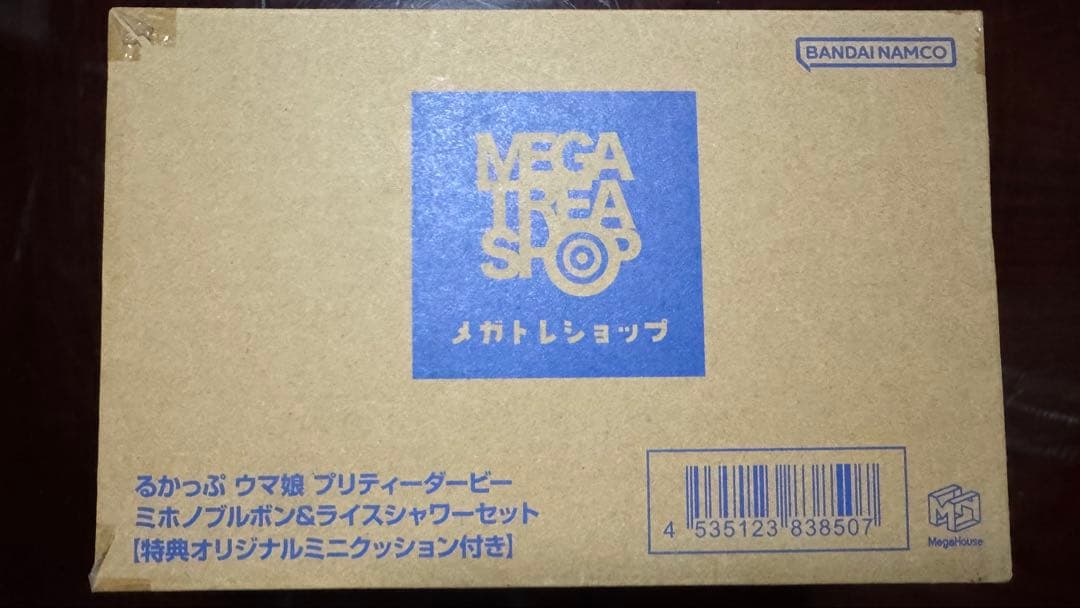 BANDAI NAMCO
MEGA
TREA
SHOP
メガトレショップ
るかっぷ ウマ娘 プリティーダービー
ミホノブルボン&ライスシャワーセット
【特典オリジナルミニクッション付き】
4 535123 838507
MegaHouse